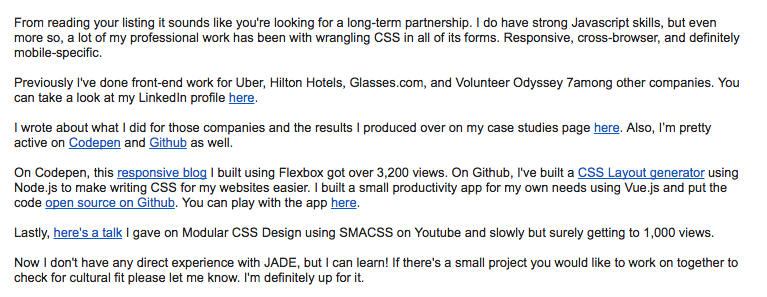 From reading your listing it sounds like you're looking for a long-term partnership. I do have strong Javascript skills, but even
more so, a lot of my professional work has been with wrangling CSS in all of its forms. Responsive, cross-browser, and definitely
mobile-specific.
Previously I've done front-end work for Uber, Hilton Hotels, Glasses.com, and Volunteer Odyssey 7among other companies. You
can take a look at my LinkedIn profile here.
I wrote about what I did for those companies and the results I produced over on my case studies page here. Also, I'm pretty
active on Codepen and Github as well.
On Codepen, this responsive blog I built using Flexbox got over 3,200 views. On Github, I've built a CSS Layout generator using
Node.js to make writing CSS for my websites easier. I built a small productivity app for my own needs using Vue.js and put the
code open source on Github. You can play with the app here.
Lastly, here's a talk I gave on Modular CSS Design using SMACSS on Youtube and slowly but surely getting to 1,000 views.
Now I don't have any direct experience with JADE, but I can learn! If there's a small project you would like to work on together to
check for cultural fit please let me know. I'm definitely up for it.